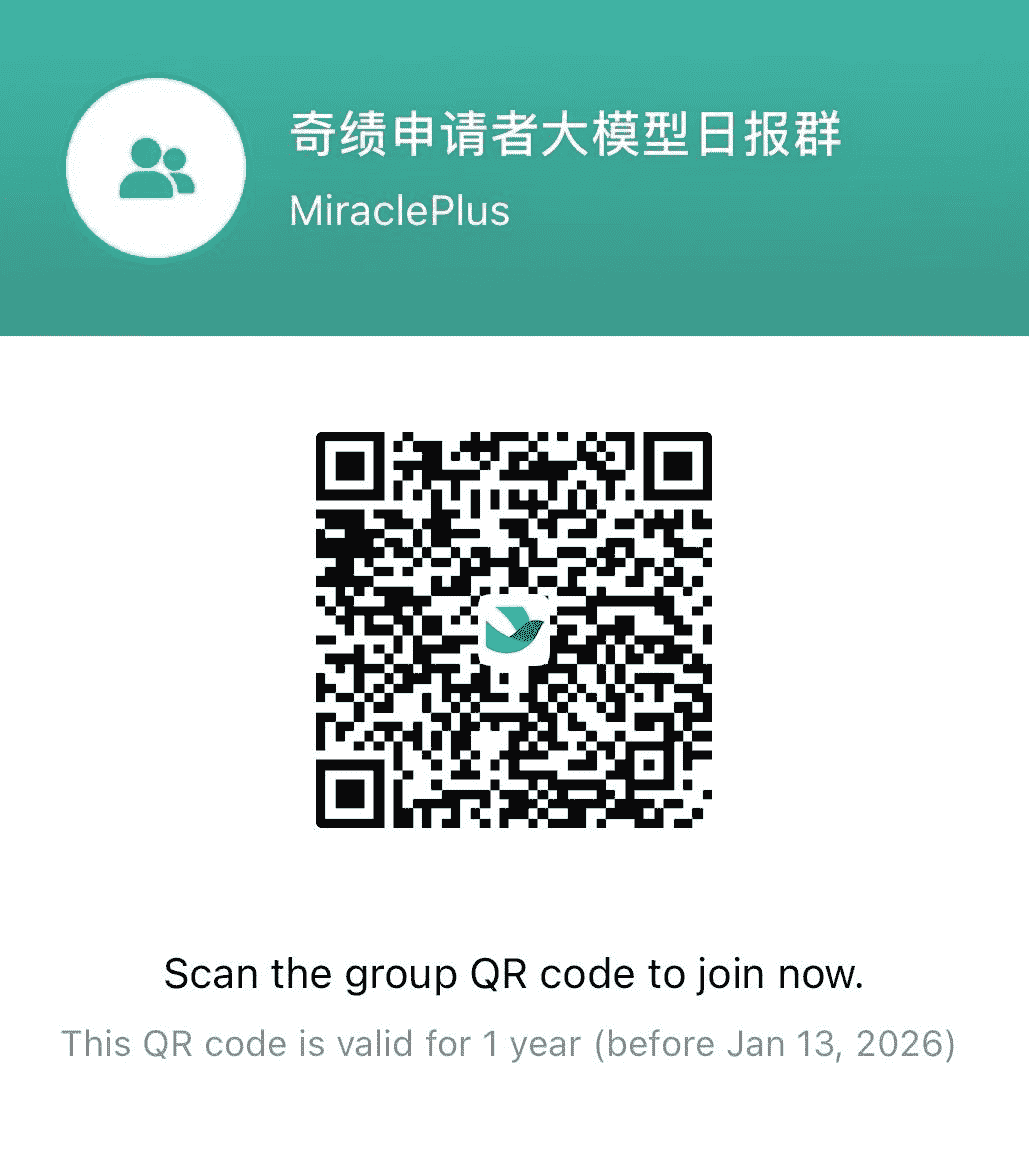 奇绩申请者大模型日报群
MiraclePlus
Scan the group QR code to join now.
This QR code is valid for 1 year (before Jan 13, 2026)